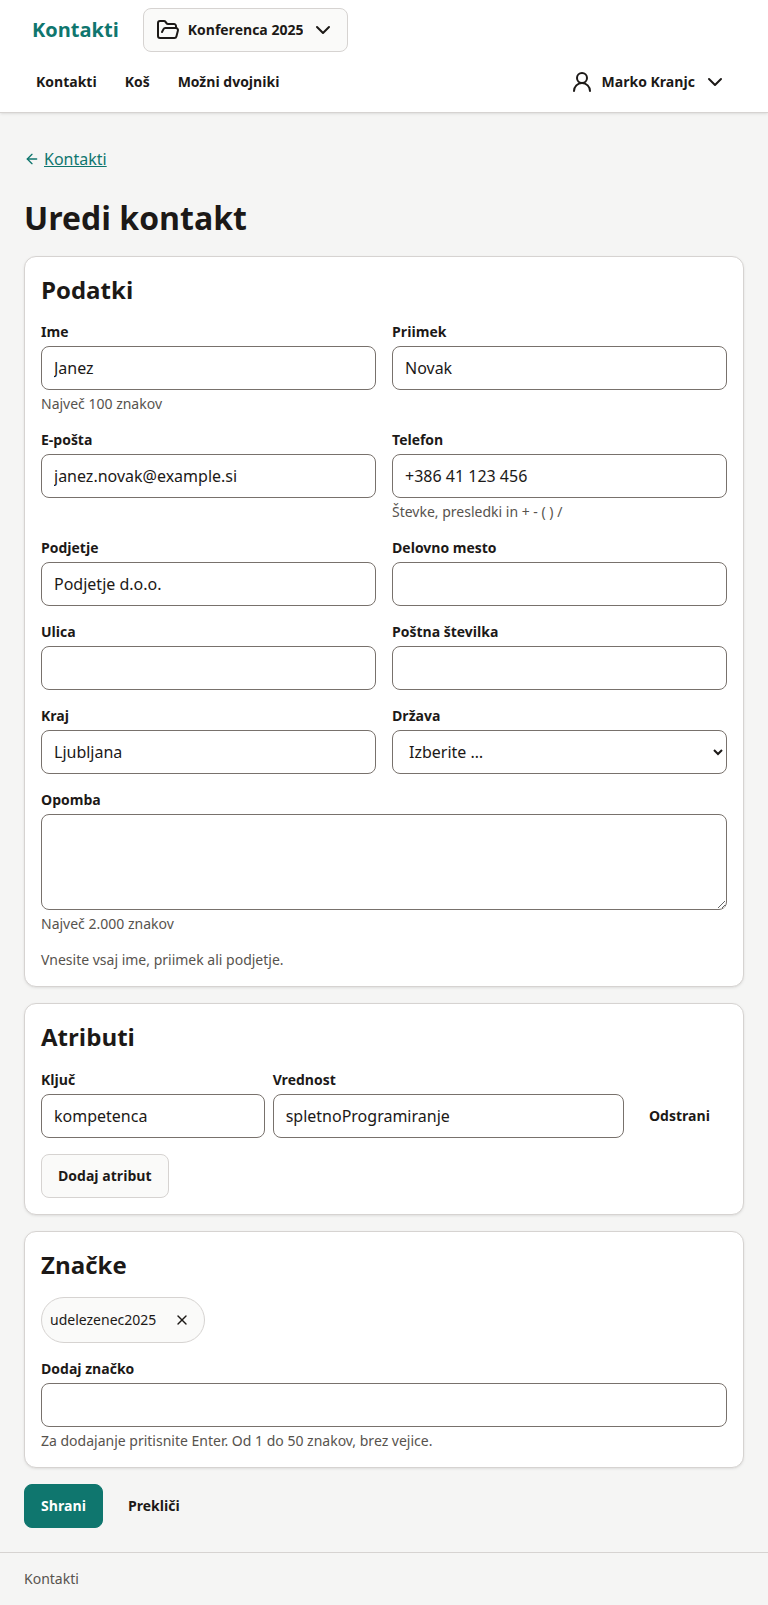 Kontakti Konferenca 2025
Kontakti Koš Možni dvojniki Marko Kranjc
← Kontakti
Uredi kontakt
Podatki
Ime Priimek
Janez Novak
Največ 100 znakov
E-pošta Telefon
janez.novak@example.si +386 41 123 456
Števke, presledki in + - ( ) /
Podjetje Delovno mesto
Podjetje d.o.o.
Ulica Poštna številka
Kraj Država
Ljubljana Izberite ...
Opomba
Največ 2.000 znakov
Vnesite vsaj ime, priimek ali podjetje.
Atributi
Ključ Vrednost
kompetenca spletnoProgramiranje Odstrani
Dodaj atribut
Značke
udelezenec2025
Dodaj značko
Za dodajanje pritisnite Enter. Od 1 do 50 znakov, brez vejice.
Shrani Prekliči
Kontakti